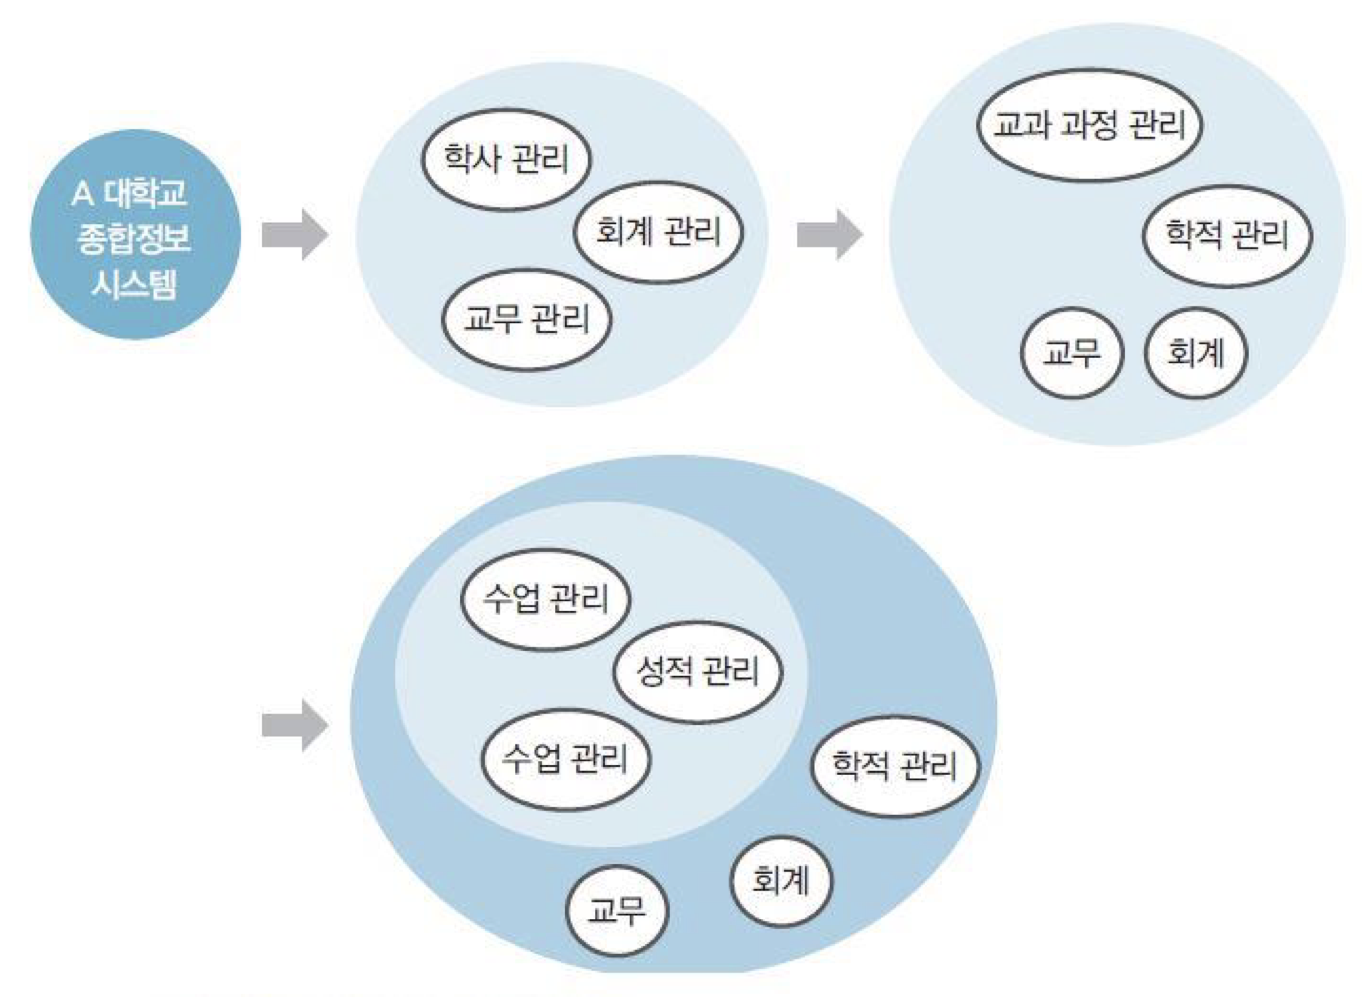 A 대학교
종합정보
시스템
학사 관리
회계 관리
교무 관리
교과 과정 관리
학적 관리
교무
회계
수업 관리
성적 관리
수업 관리
학적 관리
회계
교무